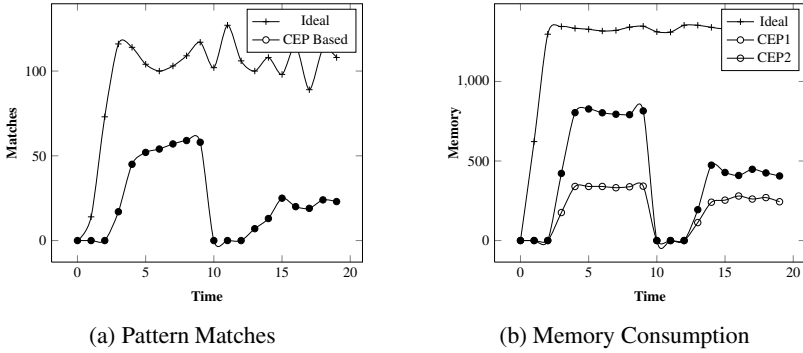 Ideal
CEP Based
100
50
0
Matches
0
5
10
15
20
Time
(a) Pattern Matches
Ideal
CEP1
CEP2
1,000
500
0
Memory
0
5
10
15
20
Time
(b) Memory Consumption